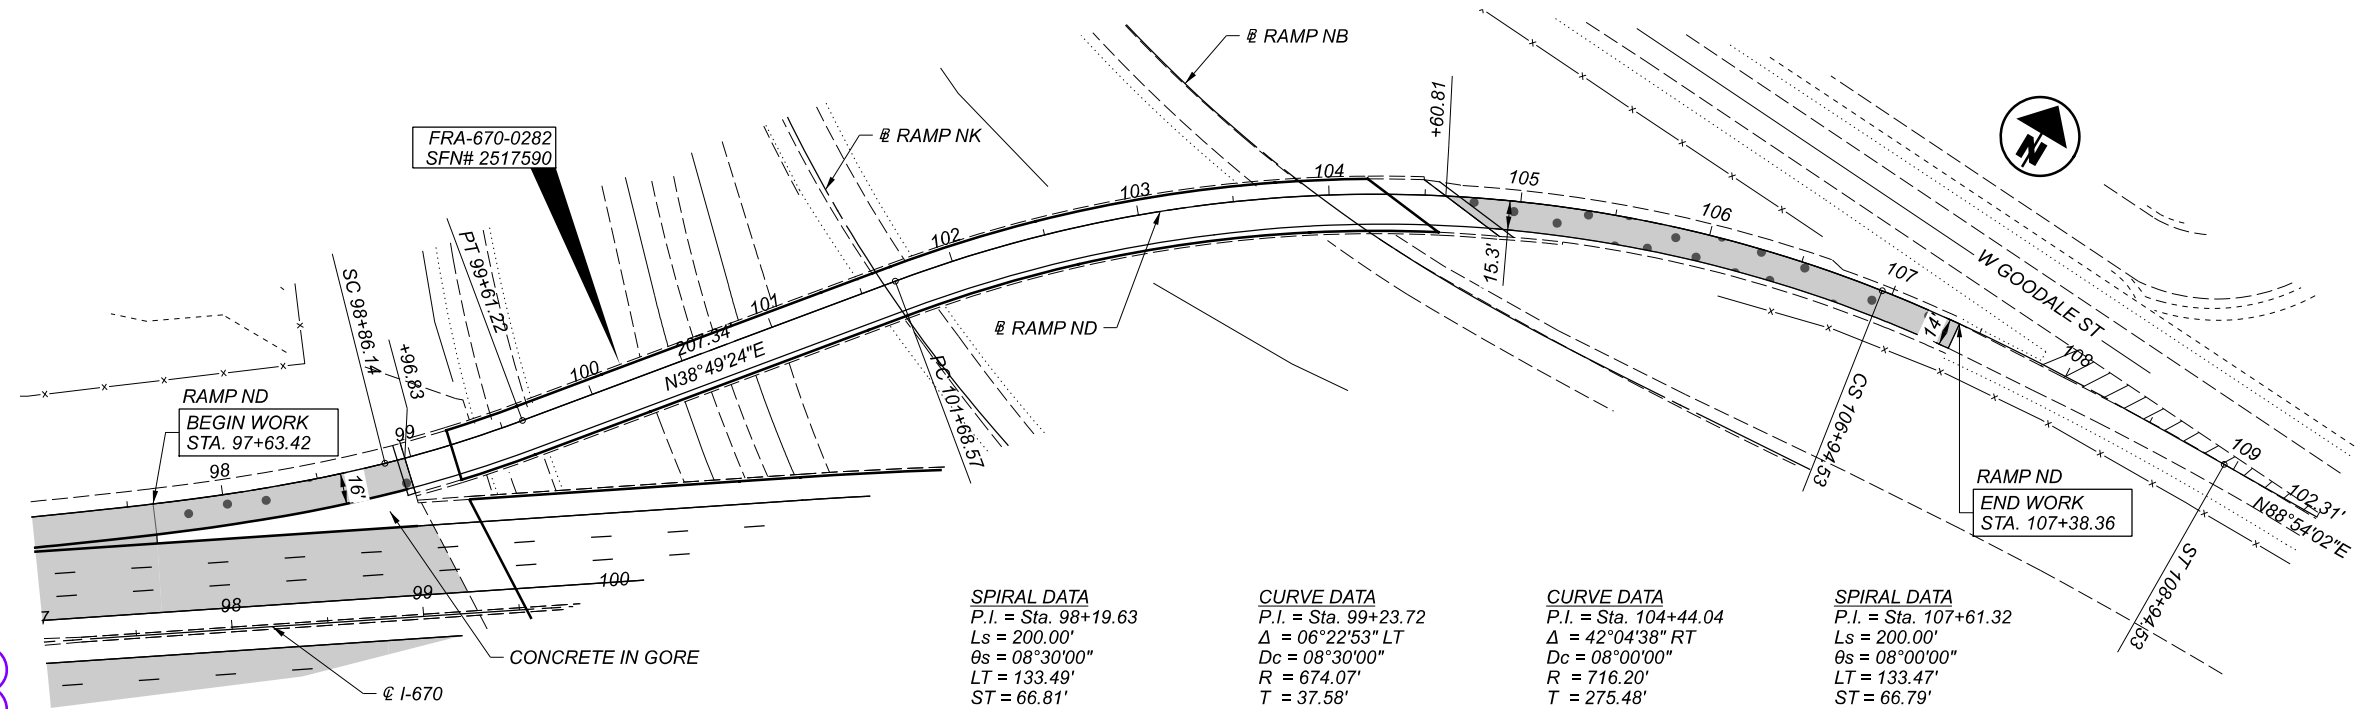 ℄ RAMP NB
+60.81
FRA-670-0282
SFN# 2517590
℄ RAMP NK
N
104
103
105
102
106
107
W GOODALE ST
108
109
102.31'
N88°54'02"E
SC 98+86.14
+96.83
PT 99+61.22
100
207.34'
101
N38°49'24"E
PC 101+68.57
℄ RAMP ND
15.3'
14'
CS 106+94.53
ST 108+94.53
RAMP ND
BEGIN WORK
STA. 97+63.42
98
99
16'
RAMP ND
END WORK
STA. 107+38.36
7
98
99
100
CONCRETE IN GORE
℄ I-670
SPIRAL DATA
P.I. = Sta. 98+19.63
Ls = 200.00'
θs = 08°30'00"
LT = 133.49'
ST = 66.81'
CURVE DATA
P.I. = Sta. 99+23.72
Δ = 06°22'53" LT
Dc = 08°30'00"
R = 674.07'
T = 37.58'
CURVE DATA
P.I. = Sta. 104+44.04
Δ = 42°04'38" RT
Dc = 08°00'00"
R = 716.20'
T = 275.48'
SPIRAL DATA
P.I. = Sta. 107+61.32
Ls = 200.00'
θs = 08°00'00"
LT = 133.47'
ST = 66.79'